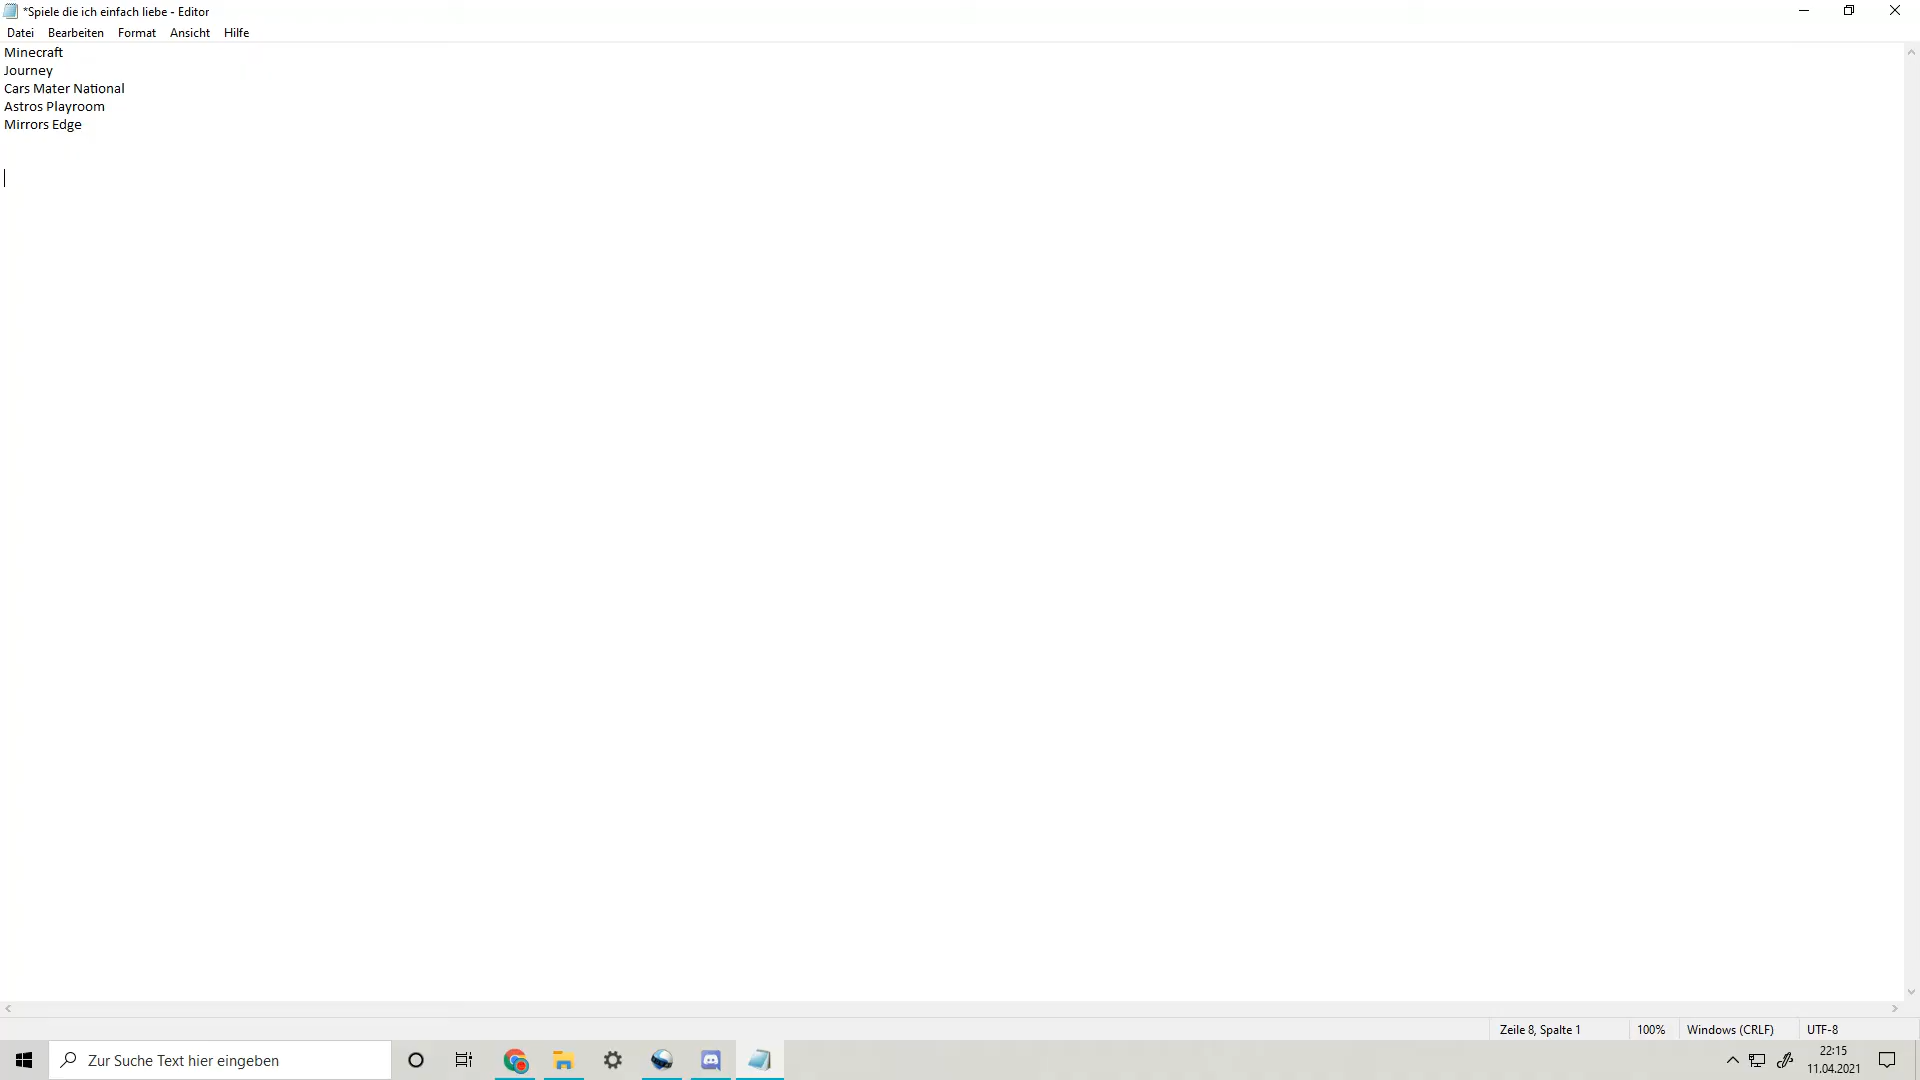 *Spiele die ich einfach liebe - Editor
Datei Bearbeiten Format Ansicht Hilfe
Minecraft
Journey
Cars Mater National
Astros Playroom
Mirrors Edge
Zeile 8, Spalte 1 100% Windows (CRLF) UTF-8
Zur Suche Text hier eingeben
22:15
11.04.2021